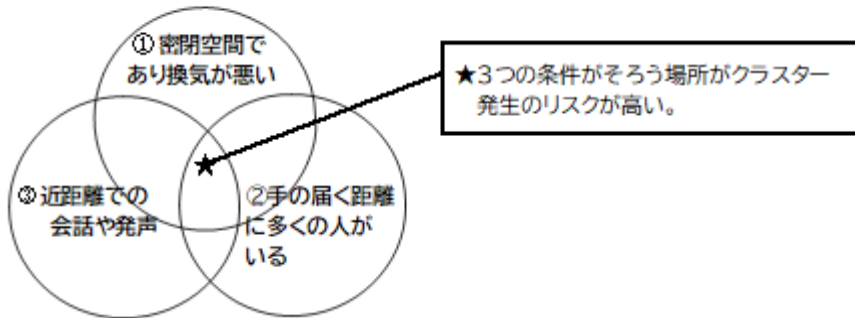 ① 密閉空間で
あり換気が悪い
★3つの条件がそろう場所がクラスター
発生のリスクが高い。
★
③ 近距離での
会話や発声
②手の届く距離
に多くの人が
いる